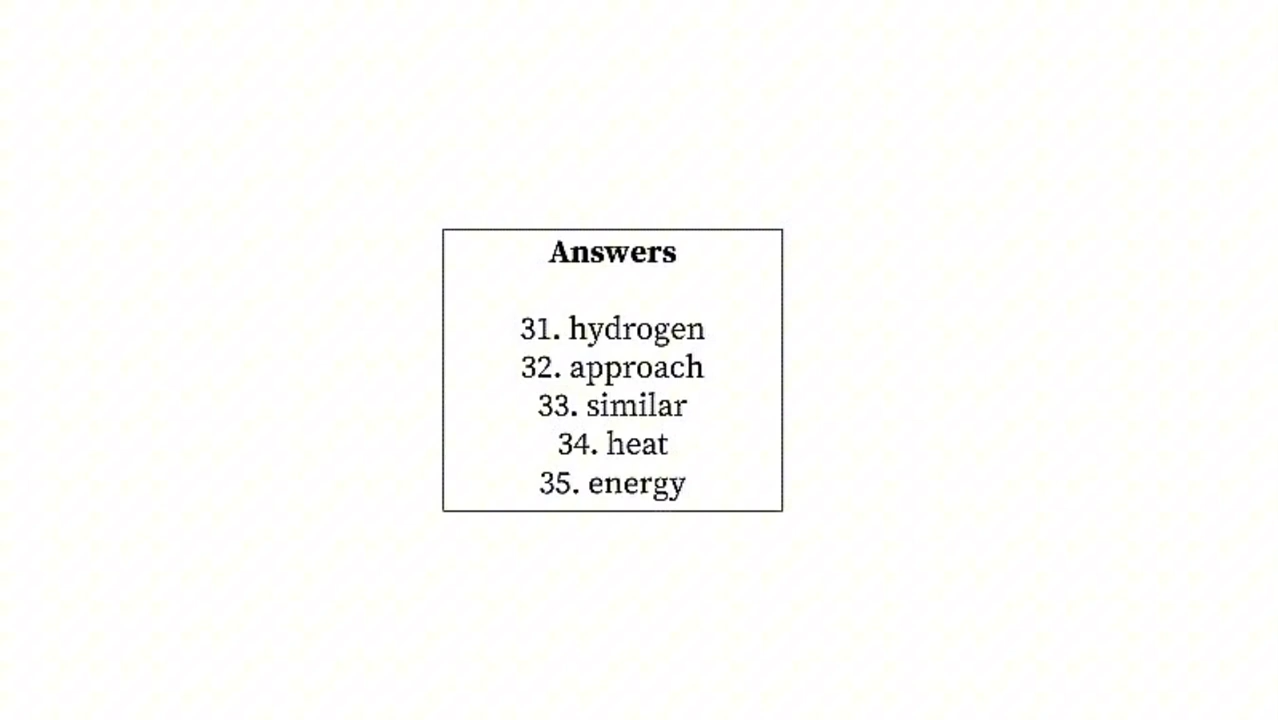 Answers
31. hydrogen
32. approach
33. similar
34. heat
35. energy